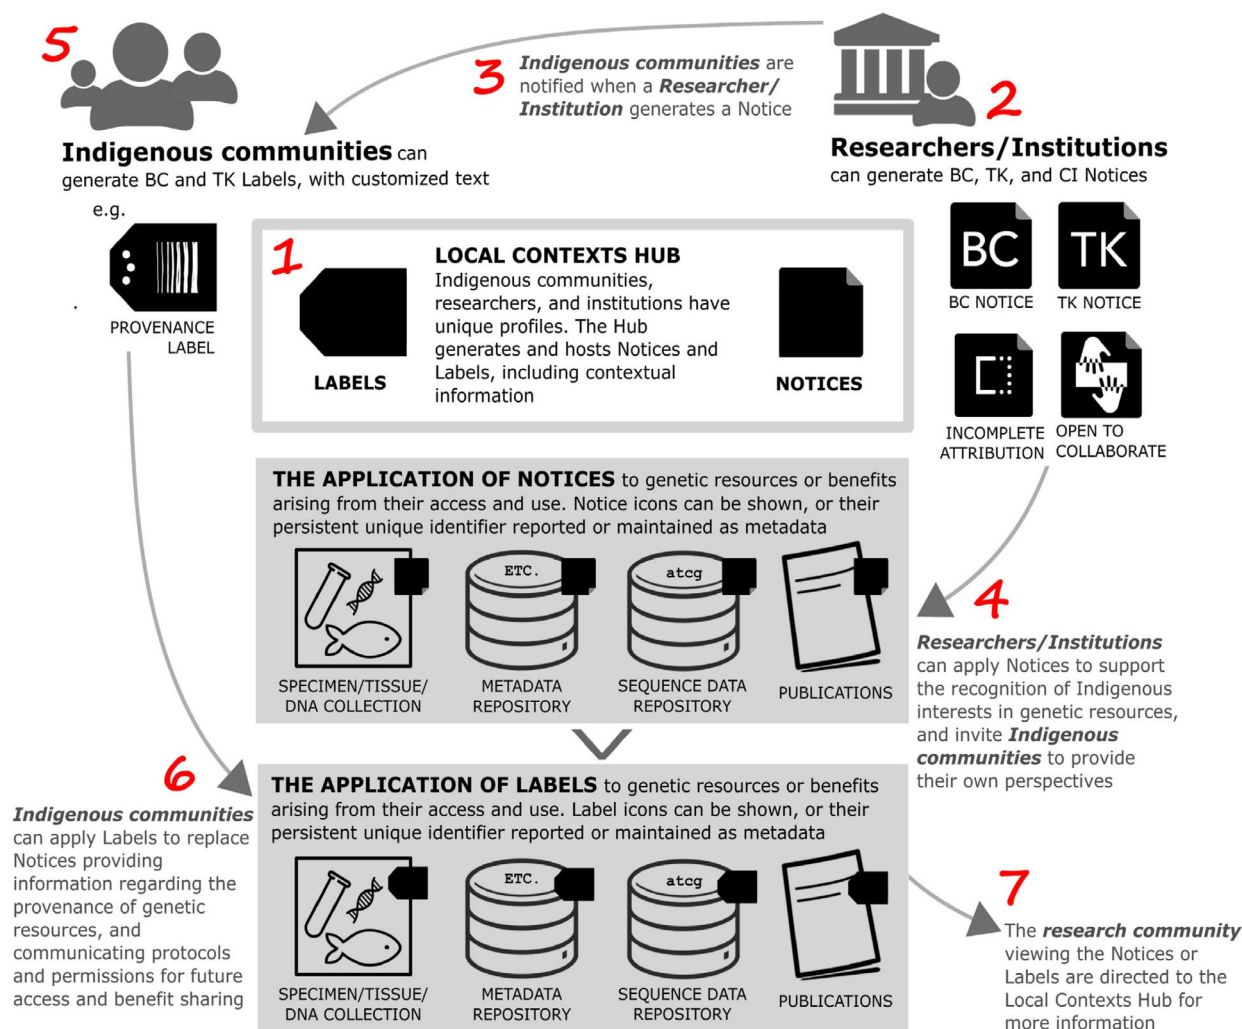 5
Indigenous communities can
generate BC and TK Labels, with customized text
e.g.
PROVENANCE
LABEL
3
Indigenous communities are
notified when a Researcher/
Institution generates a Notice
2
Researchers/Institutions
can generate BC, TK, and CI Notices
BC
BC NOTICE
TK
TK NOTICE
INCOMPLETE
ATTRIBUTION
OPEN TO
COLLABORATE
1
LABELS
LOCAL CONTEXTS HUB
Indigenous communities,
researchers, and institutions have
unique profiles. The Hub
generates and hosts Notices and
Labels, including contextual
information
NOTICES
THE APPLICATION OF NOTICES to genetic resources or benefits
arising from their access and use. Notice icons can be shown, or their
persistent unique identifier reported or maintained as metadata
ETC.
atcg
SPECIMEN/TISSUE/
DNA COLLECTION
METADATA
REPOSITORY
SEQUENCE DATA
REPOSITORY
PUBLICATIONS
4
Researchers/Institutions
can apply Notices to support
the recognition of Indigenous
interests in genetic resources,
and invite Indigenous
communities to provide
their own perspectives
6
Indigenous communities
can apply Labels to replace
Notices providing
information regarding the
provenance of genetic
resources, and
communicating protocols
and permissions for future
access and benefit sharing
THE APPLICATION OF LABELS to genetic resources or benefits
arising from their access and use. Label icons can be shown, or their
persistent unique identifier reported or maintained as metadata
ETC.
atcg
SPECIMEN/TISSUE/
DNA COLLECTION
METADATA
REPOSITORY
SEQUENCE DATA
REPOSITORY
PUBLICATIONS
7
The research community
viewing the Notices or
Labels are directed to the
Local Contexts Hub for
more information